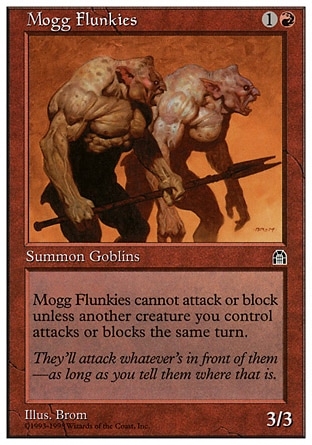 Mogg Flunkies 1
Summon Goblins
Mogg Flunkies cannot attack or block
unless another creature you control
attacks or blocks the same turn.
They'll attack whatever's in front of them
—as long as you tell them where that is.
Illus. Brom
©1993-1998 Wizards of the Coast, Inc.
3/3